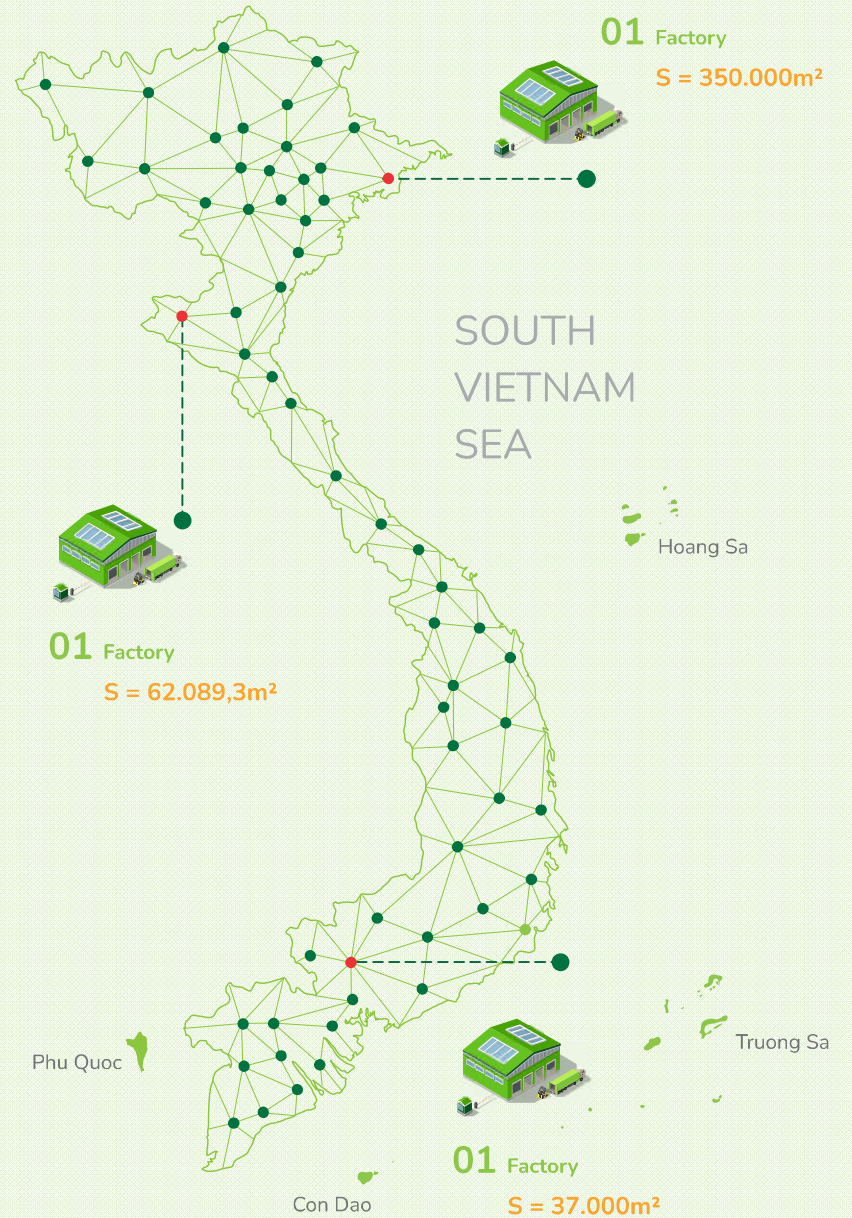 01 Factory
S = 350.000m²
SOUTH
VIETNAM
SEA
Hoang Sa
01 Factory
S = 62.089,3m²
Truong Sa
Phu Quoc
01 Factory
S = 37.000m²
Con Dao